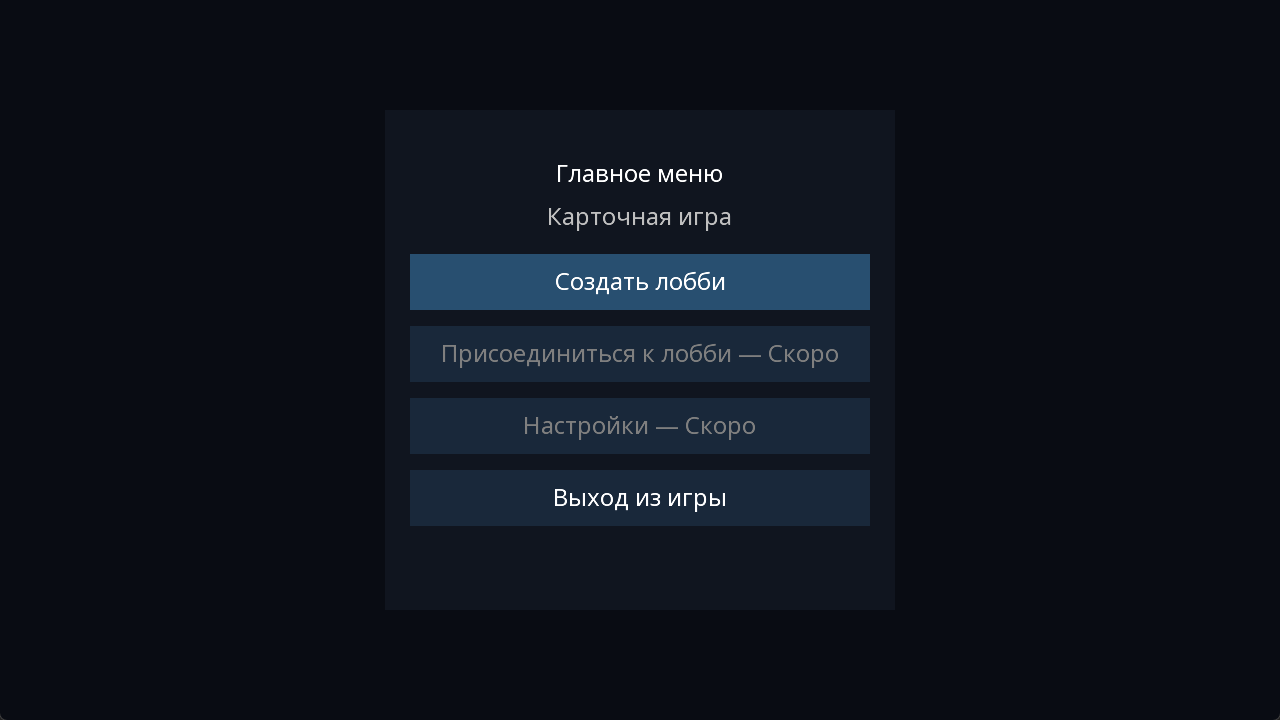 Главное меню
Карточная игра
Создать лобби
Присоединиться к лобби — Скоро
Настройки — Скоро
Выход из игры